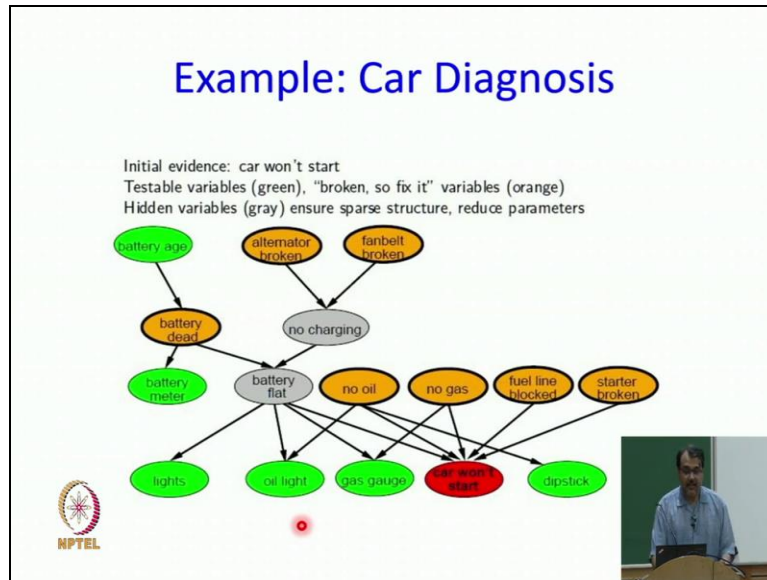 Example: Car Diagnosis
Initial evidence: car won't start
Testable variables (green), "broken, so fix it" variables (orange)
Hidden variables (gray) ensure sparse structure, reduce parameters
battery age
alternator
broken
fanbelt
broken
battery
dead
no charging
battery
meter
battery
flat
no oil
no gas
fuel line
blocked
starter
broken
lights
oil light
gas gauge
car won't
start
dipstick
NPTEL